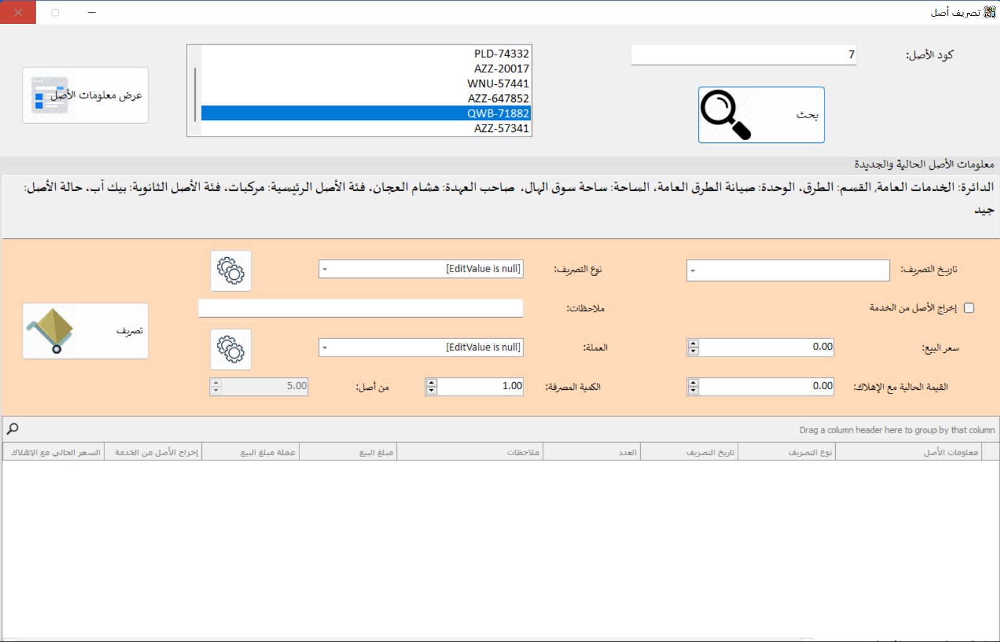 تصريف أصل
كود الأصل:
7
بحث
PLD-74332
AZZ-20017
WNU-57441
AZZ-647852
QWB-71882
AZZ-57341
عرض معلومات الأصل
معلومات الأصل الحالية والجديدة
الدائرة: الخدمات العامة, القسم: الطرق، الوحدة: صيانة الطرق العامة، الساحة: ساحة سوق الهال، صاحب العهدة: هشام العجان، فئة الأصل الرئيسية: مركبات، فئة الأصل الثانوية: بيك آب، حالة الأصل:
جيد
تاريخ التصريف:
نوع التصريف:
[EditValue is null]
إخراج الأصل من الخدمة
ملاحظات:
تصريف
سعر البيع:
0.00
العملة:
[EditValue is null]
القيمة الحالية مع الإهلاك:
0.00
الكمية المصرفة:
1.00
من أصل:
5.00
Drag a column header here to group by that column
معلومات الأصل
نوع التصريف
تاريخ التصريف
العدد
ملاحظات
مبلغ البيع
عملة مبلغ البيع
إخراج الأصل من الخدمة
السعر الحالي مع الإهلاك